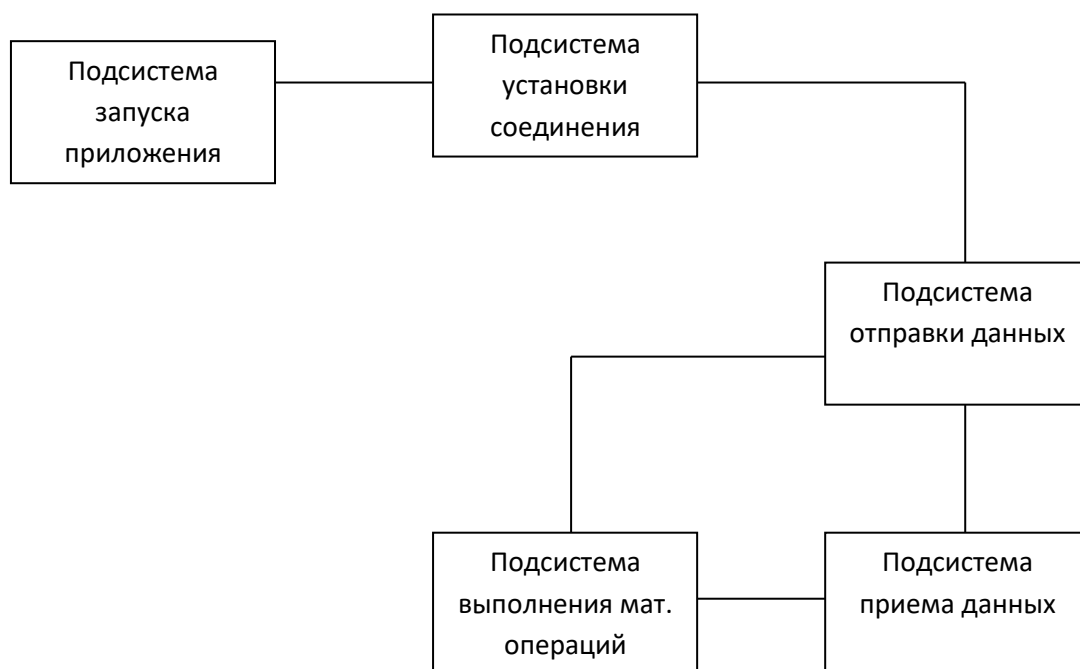 Подсистема
запуска
приложения
Подсистема
установки
соединения
Подсистема
отправки данных
Подсистема
выполнения мат.
операций
Подсистема
приема данных